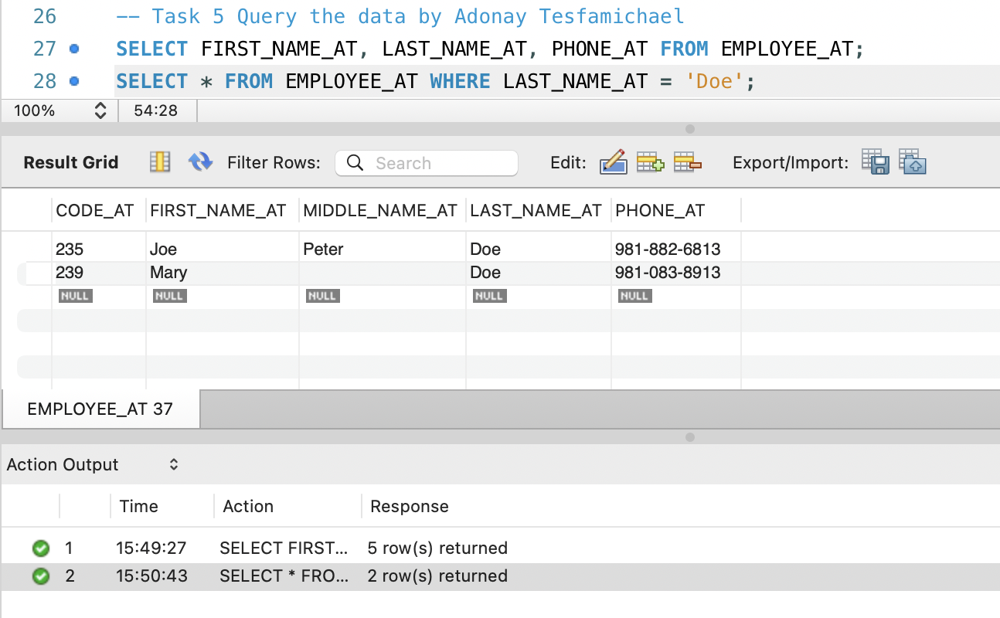 26 -- Task 5 Query the data by Adonay Tesfamichael
27 SELECT FIRST_NAME_AT, LAST_NAME_AT, PHONE_AT FROM EMPLOYEE_AT;
28 SELECT * FROM EMPLOYEE_AT WHERE LAST_NAME_AT = 'Doe';
100% 54:28
Result Grid Filter Rows: Search Edit: Export/Import:
CODE_AT FIRST_NAME_AT MIDDLE_NAME_AT LAST_NAME_AT PHONE_AT
235 Joe Peter Doe 981-882-6813
239 Mary Doe 981-083-8913
NULL NULL NULL NULL NULL
EMPLOYEE_AT 37
Action Output
Time Action Response
1 15:49:27 SELECT FIRST... 5 row(s) returned
2 15:50:43 SELECT * FRO... 2 row(s) returned